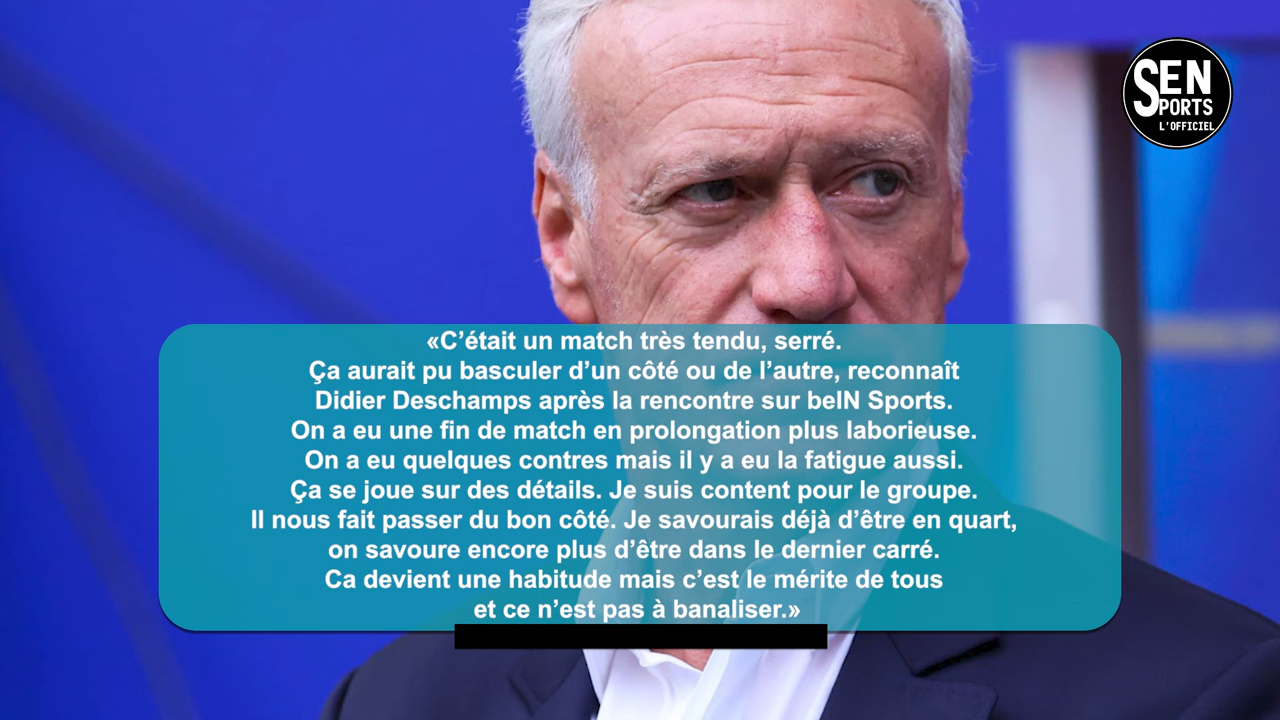 SEN
SPORTS
L'OFFICIEL
«C’était un match très tendu, serré.
Ça aurait pu basculer d’un côté ou de l’autre, reconnaît
Didier Deschamps après la rencontre sur beIN Sports.
On a eu une fin de match en prolongation plus laborieuse.
On a eu quelques contres mais il y a eu la fatigue aussi.
Ça se joue sur des détails. Je suis content pour le groupe.
Il nous fait passer du bon côté. Je savourais déjà d’être en quart,
on savoure encore plus d’être dans le dernier carré.
Ca devient une habitude mais c’est le mérite de tous
et ce n’est pas à banaliser.»